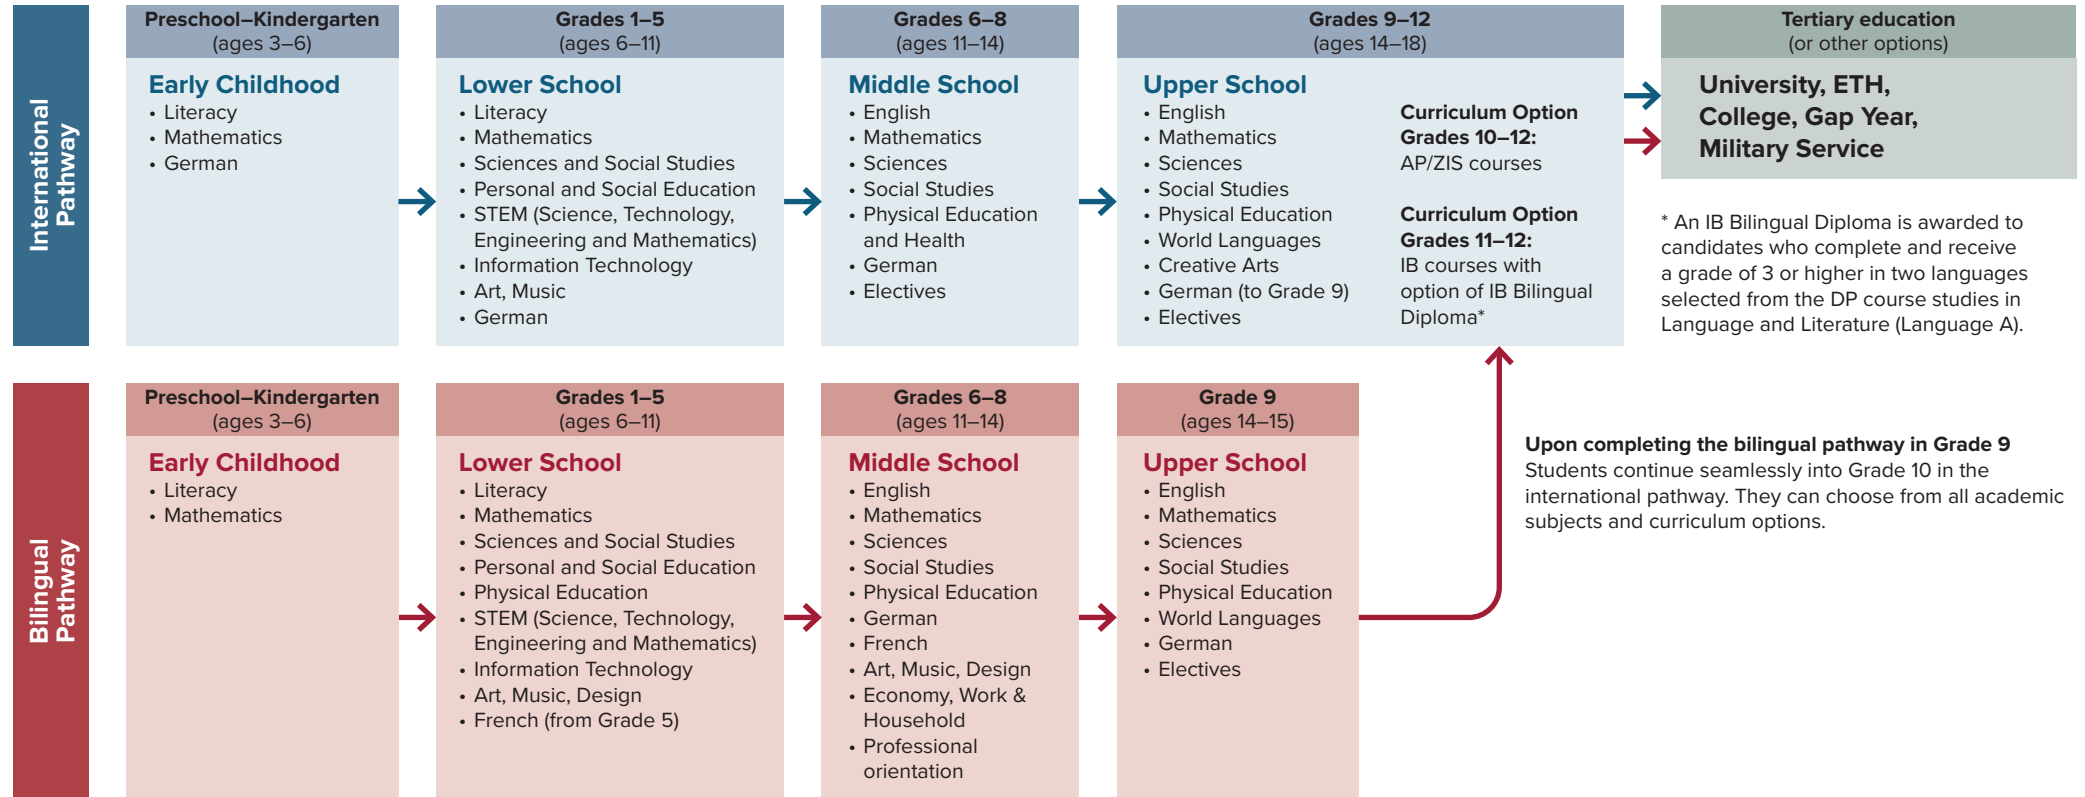 International
Pathway
Preschool–Kindergarten
(ages 3–6)
Early Childhood
• Literacy
• Mathematics
• German
Grades 1–5
(ages 6–11)
Lower School
• Literacy
• Mathematics
• Sciences and Social Studies
• Personal and Social Education
• STEM (Science, Technology,
Engineering and Mathematics)
• Information Technology
• Art, Music
• German
Grades 6–8
(ages 11–14)
Middle School
• English
• Mathematics
• Sciences
• Social Studies
• Physical Education
and Health
• German
• Electives
Grades 9–12
(ages 14–18)
Upper School
• English
• Mathematics
• Sciences
• Social Studies
• Physical Education
• World Languages
• Creative Arts
• German (to Grade 9)
• Electives
Curriculum Option
Grades 10–12:
AP/ZIS courses
Curriculum Option
Grades 11–12:
IB courses with
option of IB Bilingual
Diploma*
Tertiary education
(or other options)
University, ETH,
College, Gap Year,
Military Service
* An IB Bilingual Diploma is awarded to
candidates who complete and receive
a grade of 3 or higher in two languages
selected from the DP course studies in
Language and Literature (Language A).
Bilingual
Pathway
Preschool–Kindergarten
(ages 3–6)
Early Childhood
• Literacy
• Mathematics
Grades 1–5
(ages 6–11)
Lower School
• Literacy
• Mathematics
• Sciences and Social Studies
• Personal and Social Education
• Physical Education
• STEM (Science, Technology,
Engineering and Mathematics)
• Information Technology
• Art, Music, Design
• French (from Grade 5)
Grades 6–8
(ages 11–14)
Middle School
• English
• Mathematics
• Sciences
• Social Studies
• Physical Education
• German
• French
• Art, Music, Design
• Economy, Work &
Household
• Professional
orientation
Grade 9
(ages 14–15)
Upper School
• English
• Mathematics
• Sciences
• Social Studies
• Physical Education
• World Languages
• German
• Electives
Upon completing the bilingual pathway in Grade 9
Students continue seamlessly into Grade 10 in the
international pathway. They can choose from all academic
subjects and curriculum options.